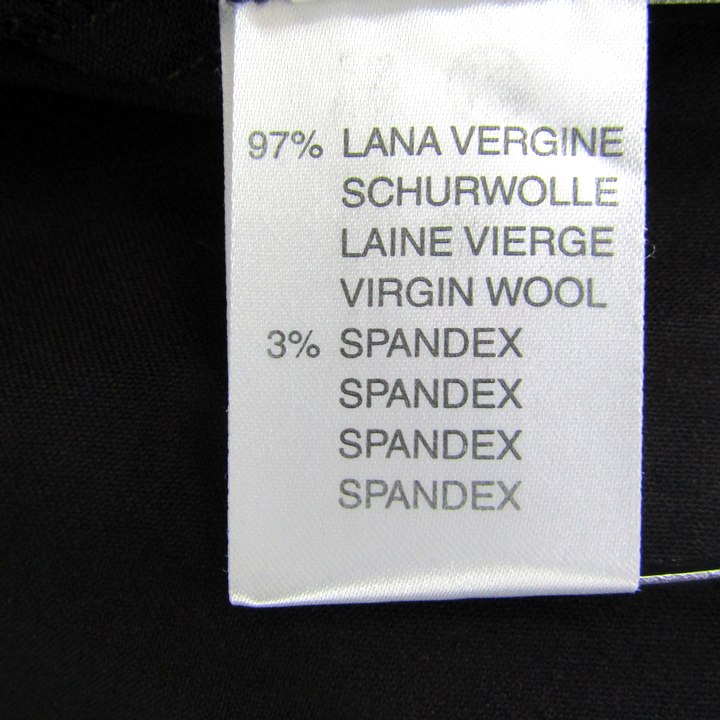 97% LANA VERGINE
SCHURWOLLE
LAINE VIERGE
VIRGIN WOOL
3% SPANDEX
SPANDEX
SPANDEX
SPANDEX